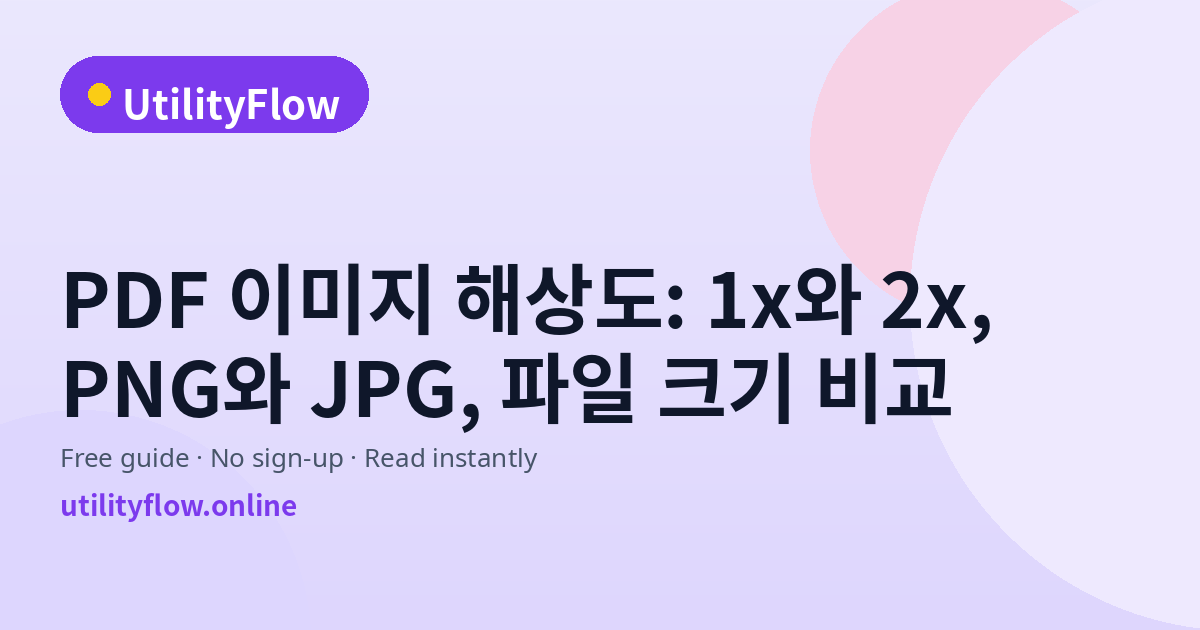 UtilityFlow
PDF 이미지 해상도: 1x와 2x,
PNG와 JPG, 파일 크기 비교
Free guide · No sign-up · Read instantly
utilityflow.online